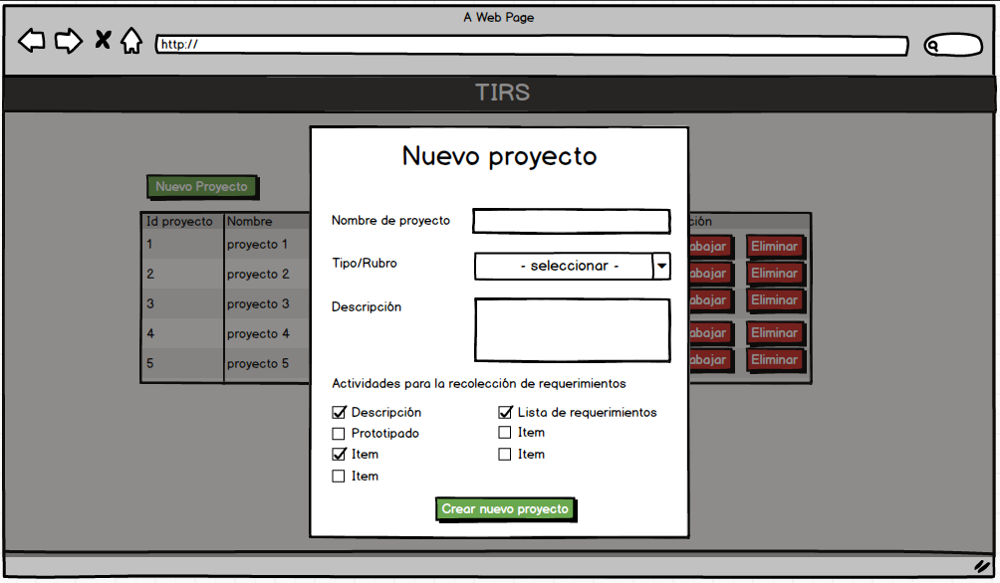 A Web Page
http://
TIRS
Nuevo proyecto
Nuevo Proyecto
Nombre de proyecto
Tipo/Rubro
- seleccionar -
Descripción
Actividades para la recolección de requerimientos
Descripción
Lista de requerimientos
Prototipado
Item
Item
Item
Item
Crear nuevo proyecto
Id proyecto Nombre ción
1 proyecto 1 abajar Eliminar
2 proyecto 2 abajar Eliminar
3 proyecto 3 abajar Eliminar
4 proyecto 4 abajar Eliminar
5 proyecto 5 abajar Eliminar